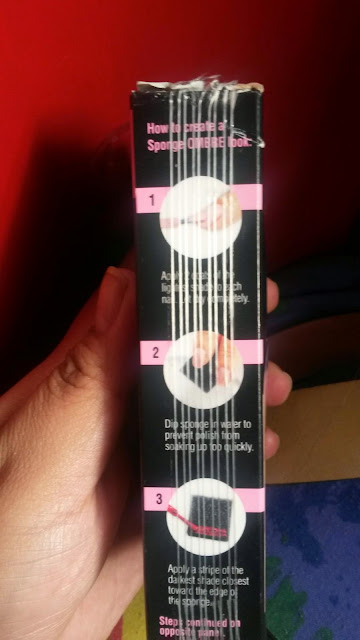 How to create a
Sponge OMBRE look:
1
Apply 2 coats of the
lightest shade to each
nail. Let dry completely.
2
Dip sponge in water to
prevent polish from
soaking up too quickly.
3
Apply a stripe of the
darkest shade closest
toward the edge of
the sponge.
Steps continued on
opposite panel.